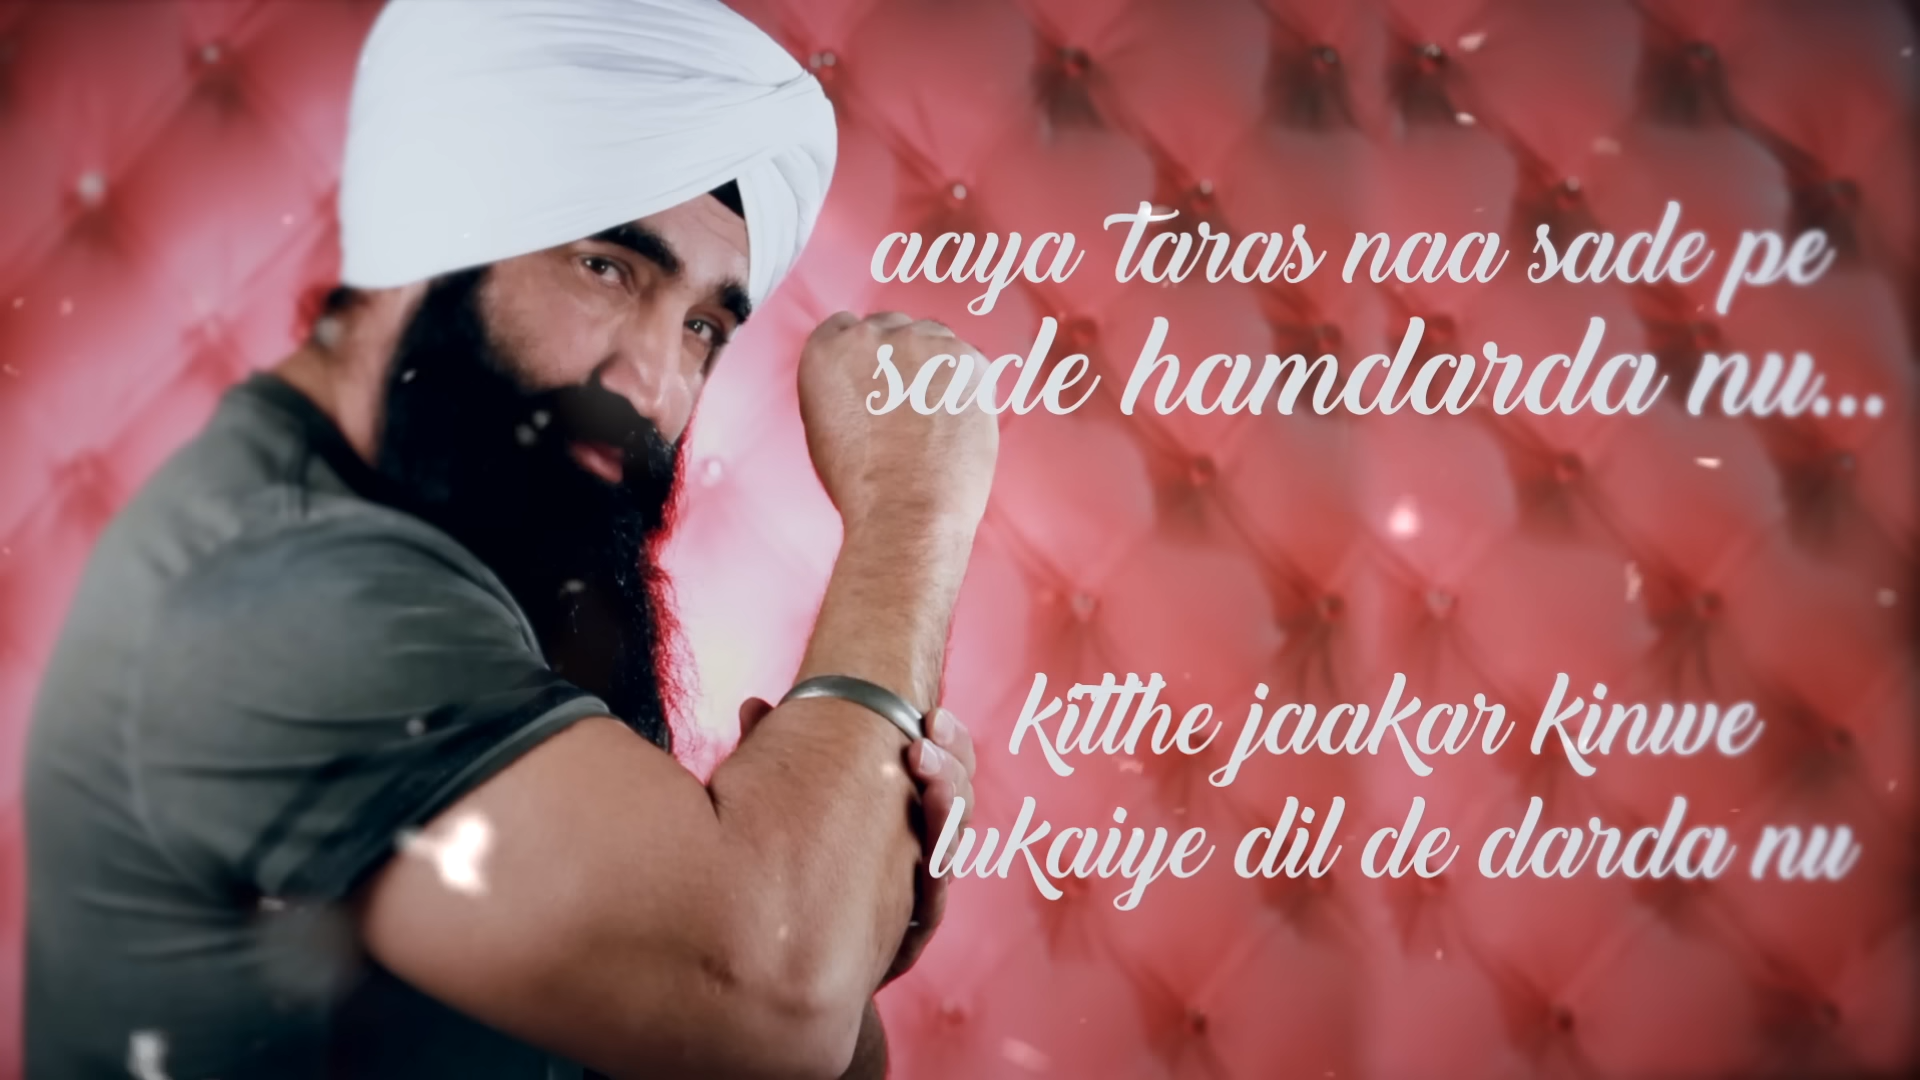 aaya taras naa sade pe
sade hamdarda nu...
kitthe jaakar kinwe
lukaiye dil de darda nu